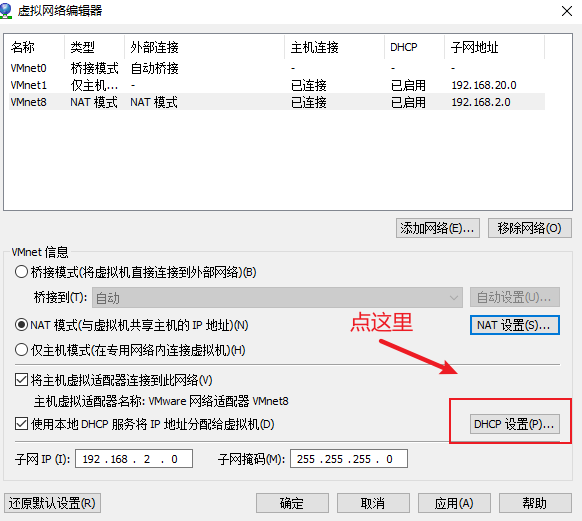 虚拟网络编辑器
名称 类型 外部连接 主机连接 DHCP 子网地址
VMnet0 桥接模式 自动桥接 - - -
VMnet1 仅主机... - 已连接 已启用 192.168.20.0
VMnet8 NAT 模式 NAT 模式 已连接 已启用 192.168.2.0
添加网络(E)... 移除网络(O)
VMnet 信息
桥接模式(将虚拟机直接连接到外部网络)(B)
桥接到(T): 自动 自动设置(U)...
点这里
NAT 模式(与虚拟机共享主机的 IP 地址)(N) NAT 设置(S)...
仅主机模式(在专用网络内连接虚拟机)(H)
将主机虚拟适配器连接到此网络(V)
主机虚拟适配器名称: VMware 网络适配器 VMnet8
使用本地 DHCP 服务将 IP 地址分配给虚拟机(D) DHCP 设置(P)...
子网 IP (I): 192 . 168 . 2 . 0 子网掩码(M): 255 . 255 . 255 . 0
还原默认设置(R) 确定 取消 应用(A) 帮助